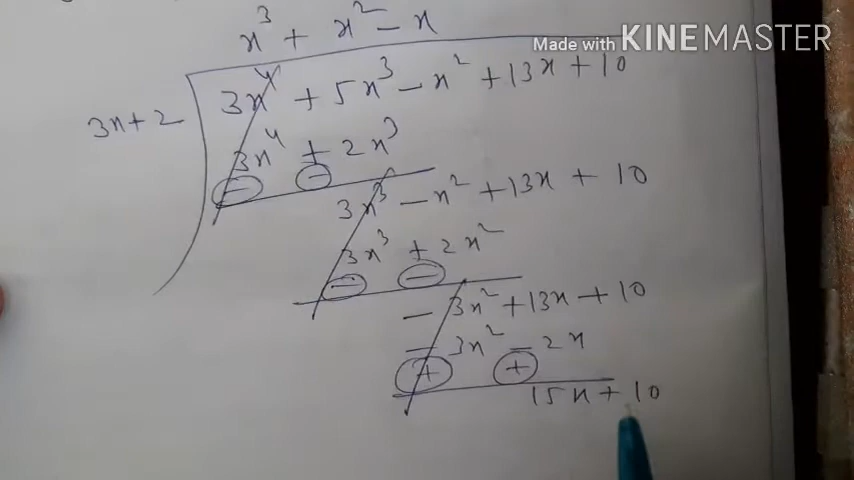 x³ + x² - x
Made with KINEMASTER
3x+2 3x⁴ + 5x³ - x² + 13x + 10
3x⁴ + 2x³
- -
3x³ - x² + 13x + 10
3x³ + 2x²
- -
- 3x² + 13x + 10
- 3x² - 2x
+ +
15x + 10